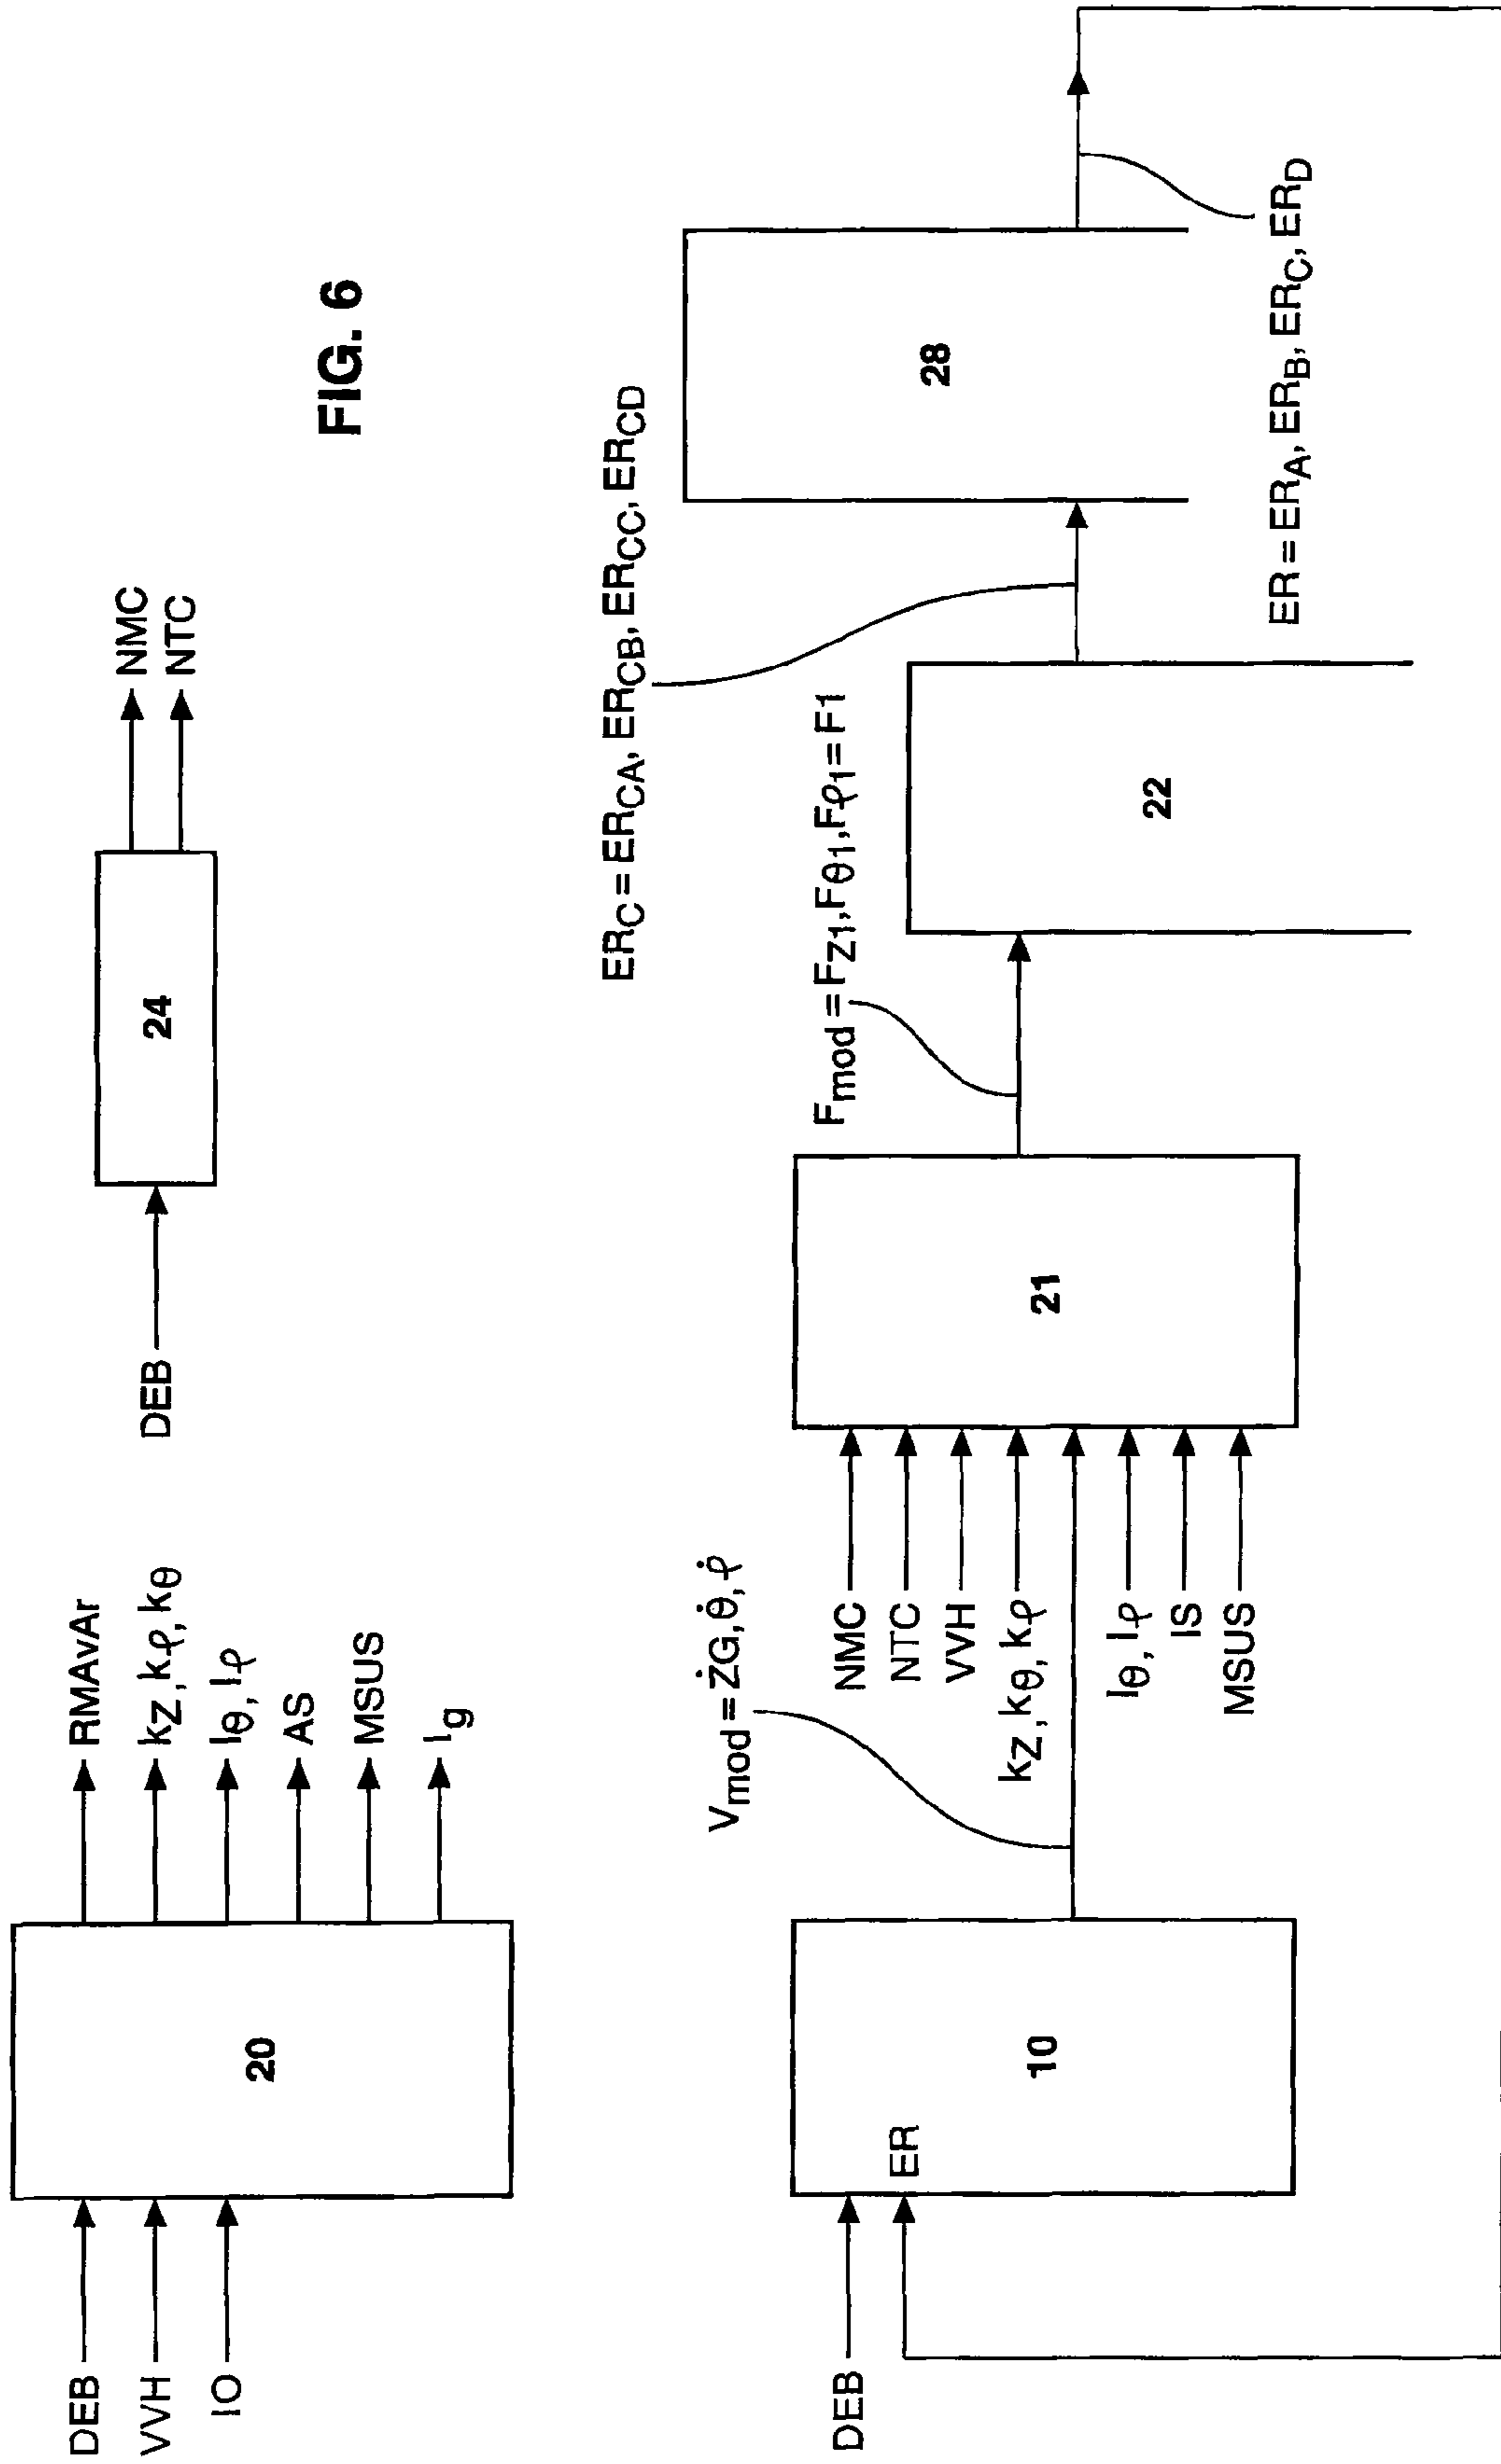 FIG. 6
DEB
VVH
IO
20
RMAvAr
kZ, kφ, kθ
Iθ, Iφ
AS
MSUS
Ig
DEB
24
NMC
NTC
DEB
ER
10
Vmod = ŻG, θ̇, φ̇
NMC
NTC
VVH
kZ, kθ, kφ
Iθ, Iφ
IS
MSUS
21
Fmod = FZ1, Fθ1, Fφ1 = F1
22
ERC = ERCA, ERCB, ERCC, ERCD
28
ER = ERA, ERB, ERC, ERD